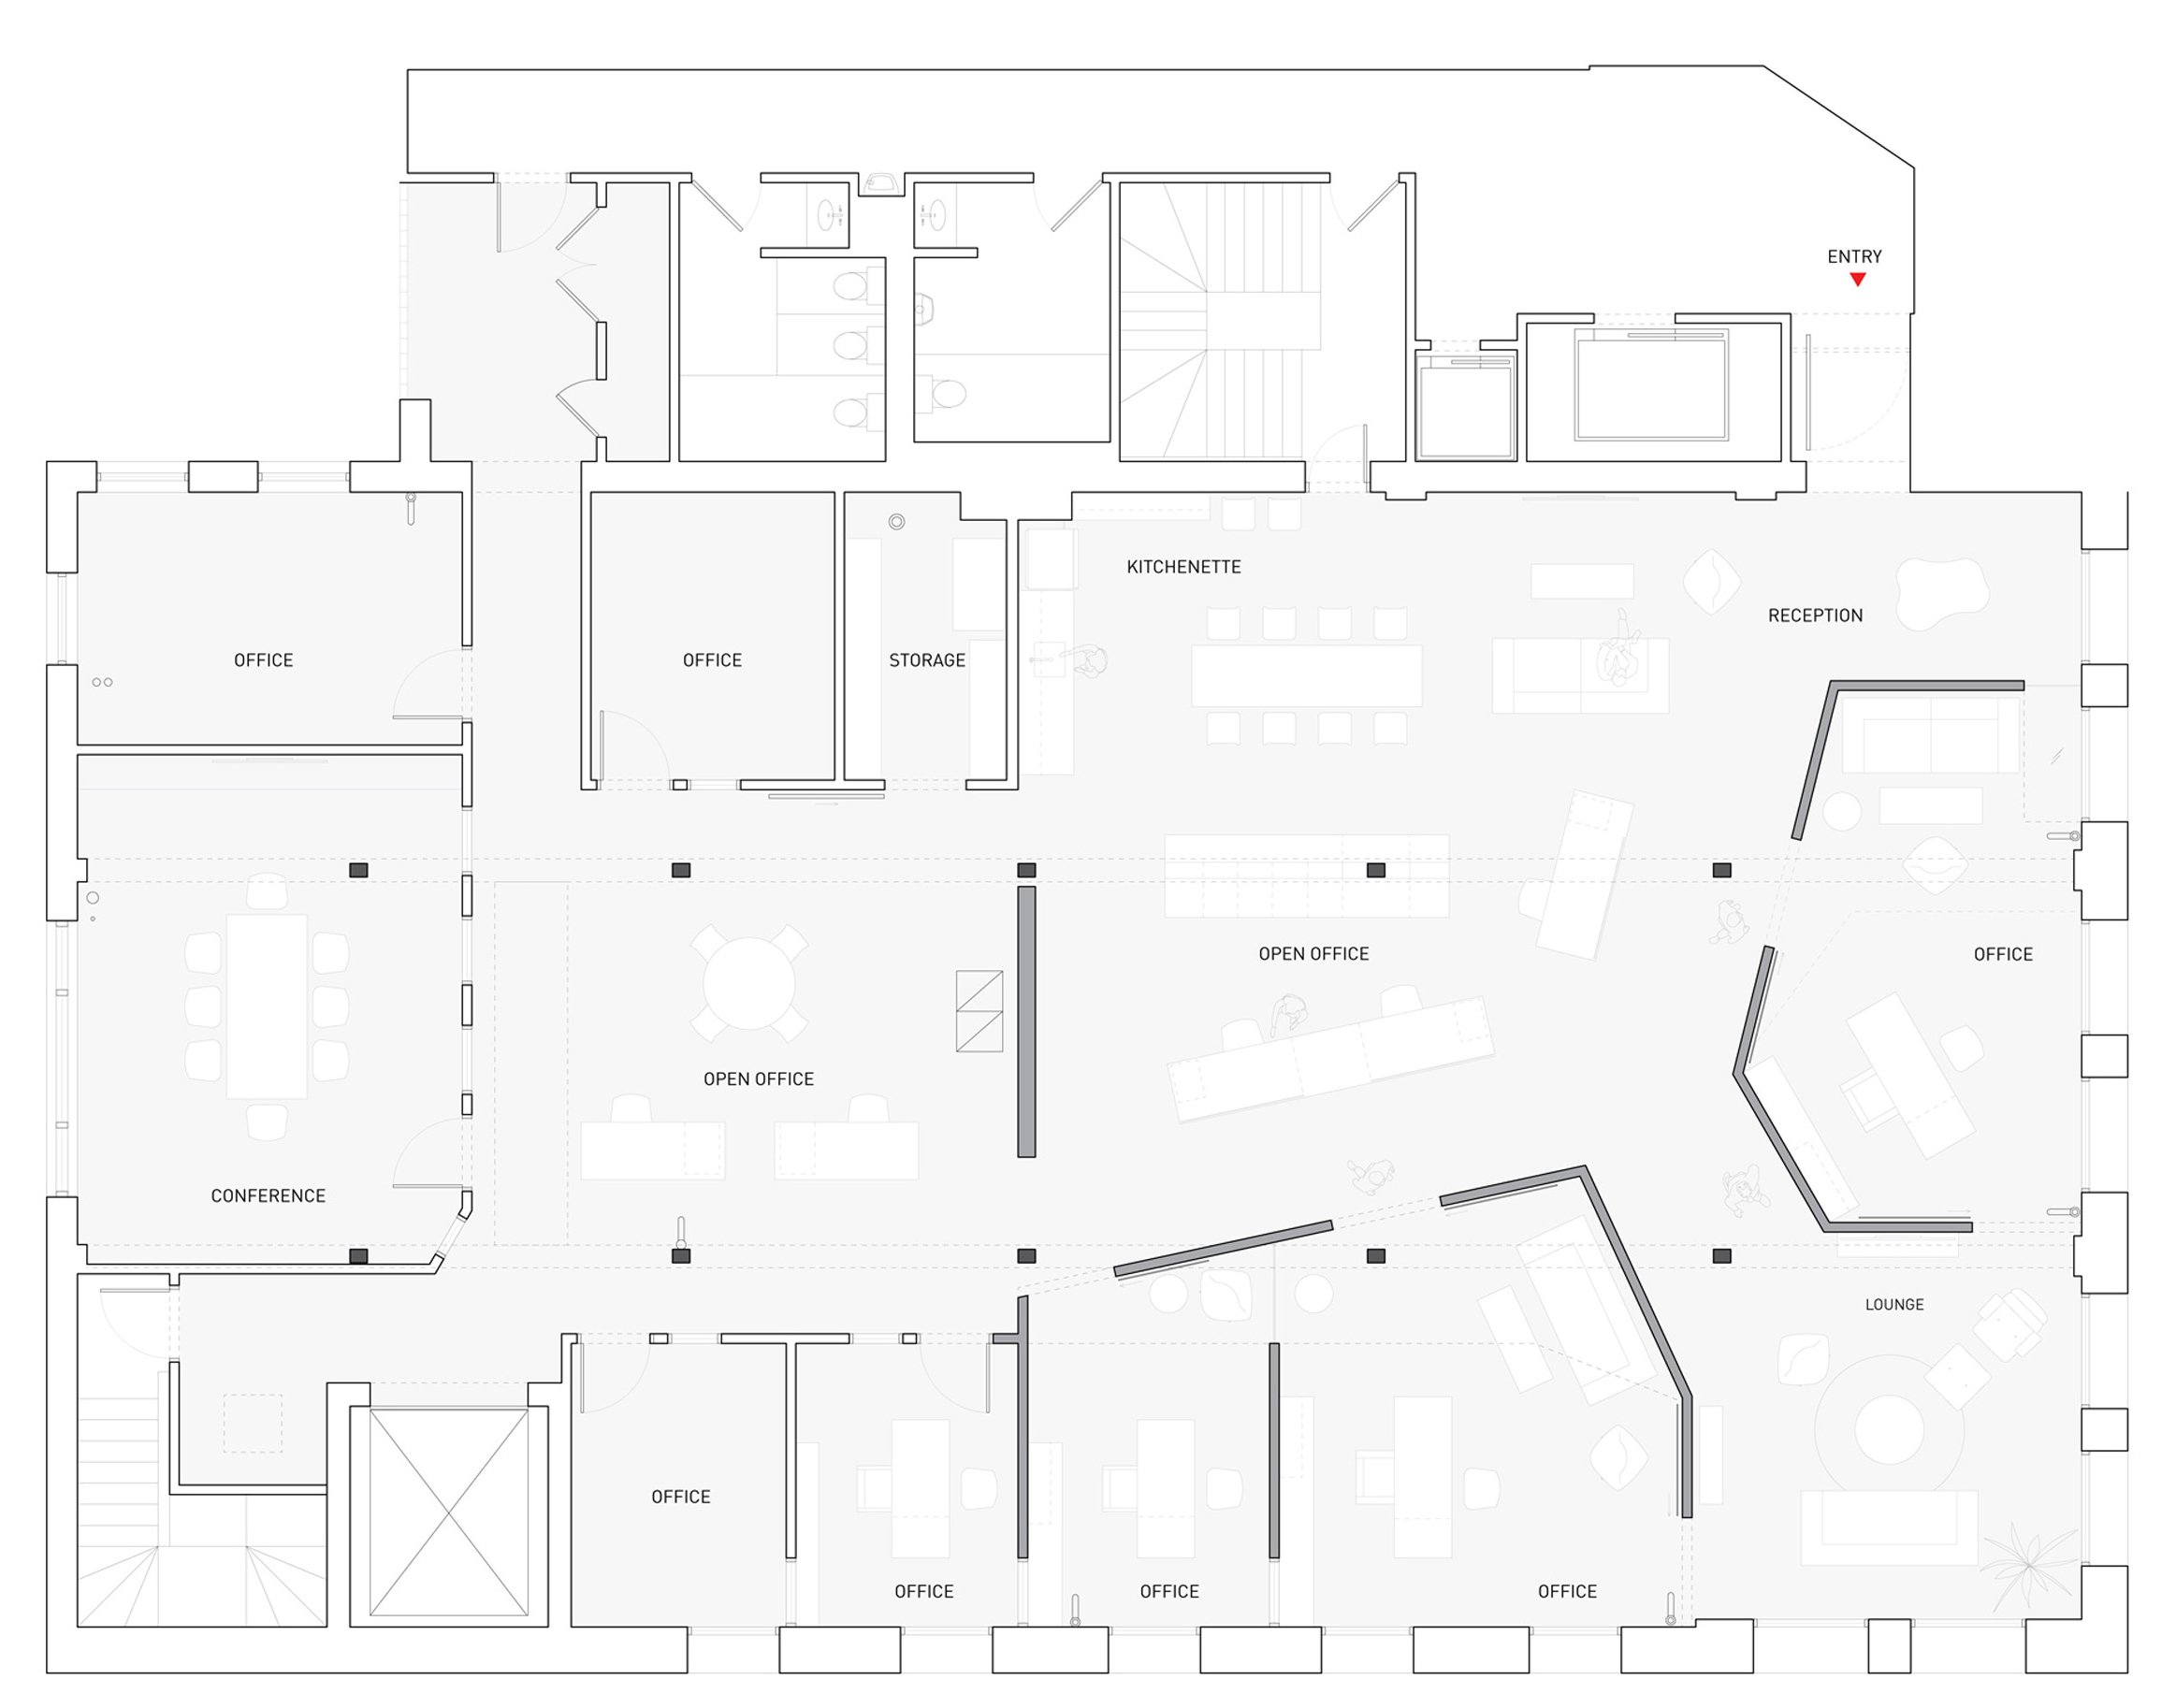 ENTRY
KITCHENETTE
RECEPTION
OFFICE
OFFICE
STORAGE
OPEN OFFICE
OFFICE
OPEN OFFICE
CONFERENCE
LOUNGE
OFFICE
OFFICE
OFFICE
OFFICE